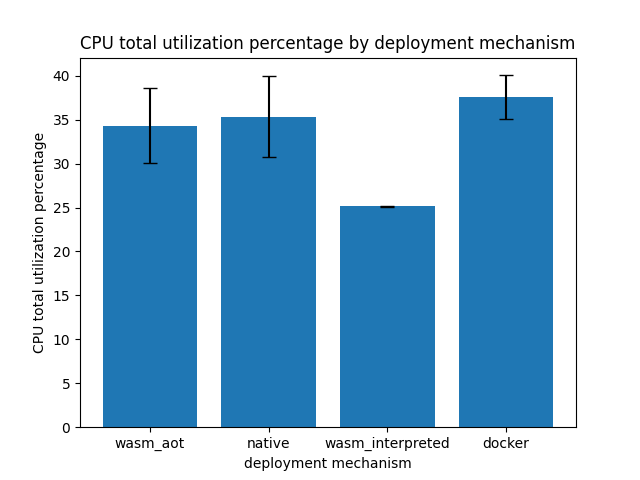 CPU total utilization percentage by deployment mechanism
CPU total utilization percentage
40
35
30
25
20
15
10
5
0
wasm_aot
native
wasm_interpreted
docker
deployment mechanism